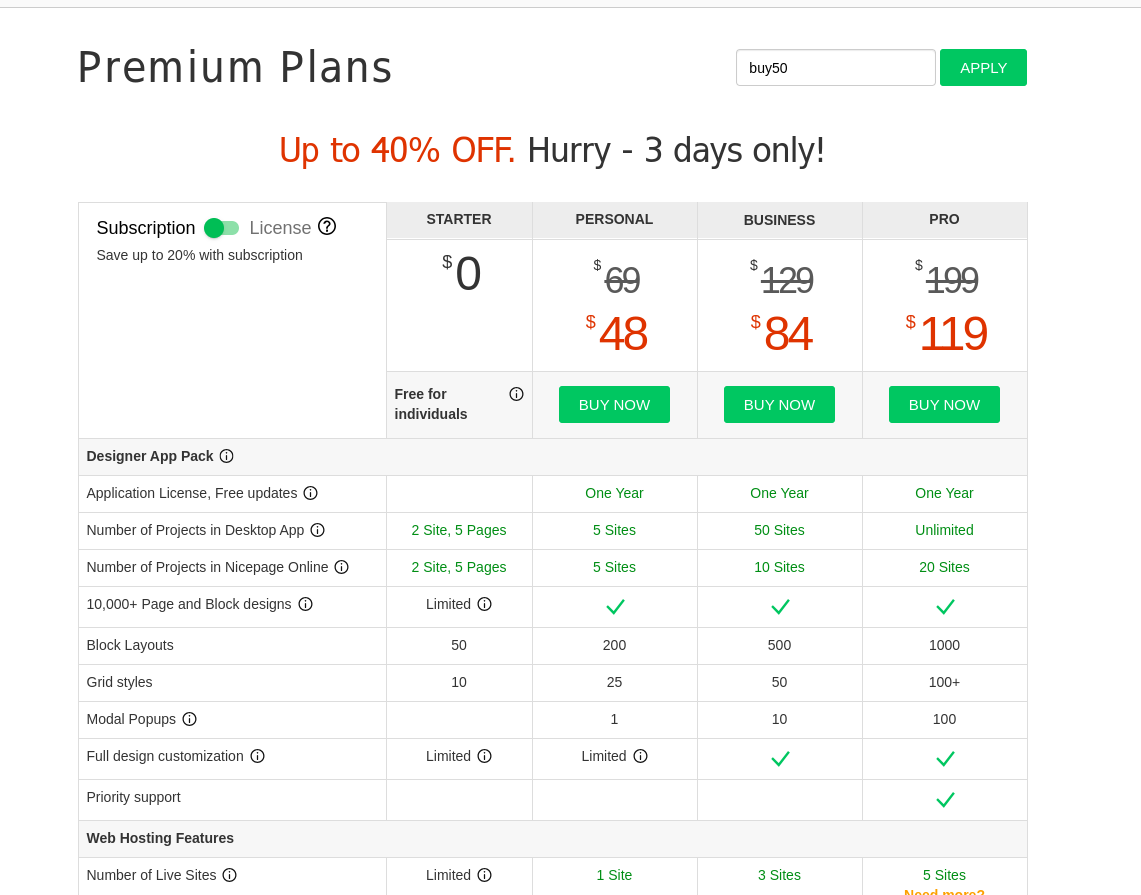 Premium Plans
buy50 APPLY
Up to 40% OFF. Hurry - 3 days only!
Subscription License STARTER PERSONAL BUSINESS PRO
Save up to 20% with subscription
$0 $69 $129 $199
$48 $84 $119
Free for individuals BUY NOW BUY NOW BUY NOW
Designer App Pack
Application License, Free updates One Year One Year One Year
Number of Projects in Desktop App 2 Site, 5 Pages 5 Sites 50 Sites Unlimited
Number of Projects in Nicepage Online 2 Site, 5 Pages 5 Sites 10 Sites 20 Sites
10,000+ Page and Block designs Limited
Block Layouts 50 200 500 1000
Grid styles 10 25 50 100+
Modal Popups 1 10 100
Full design customization Limited Limited
Priority support
Web Hosting Features
Number of Live Sites Limited 1 Site 3 Sites 5 Sites
Need more?